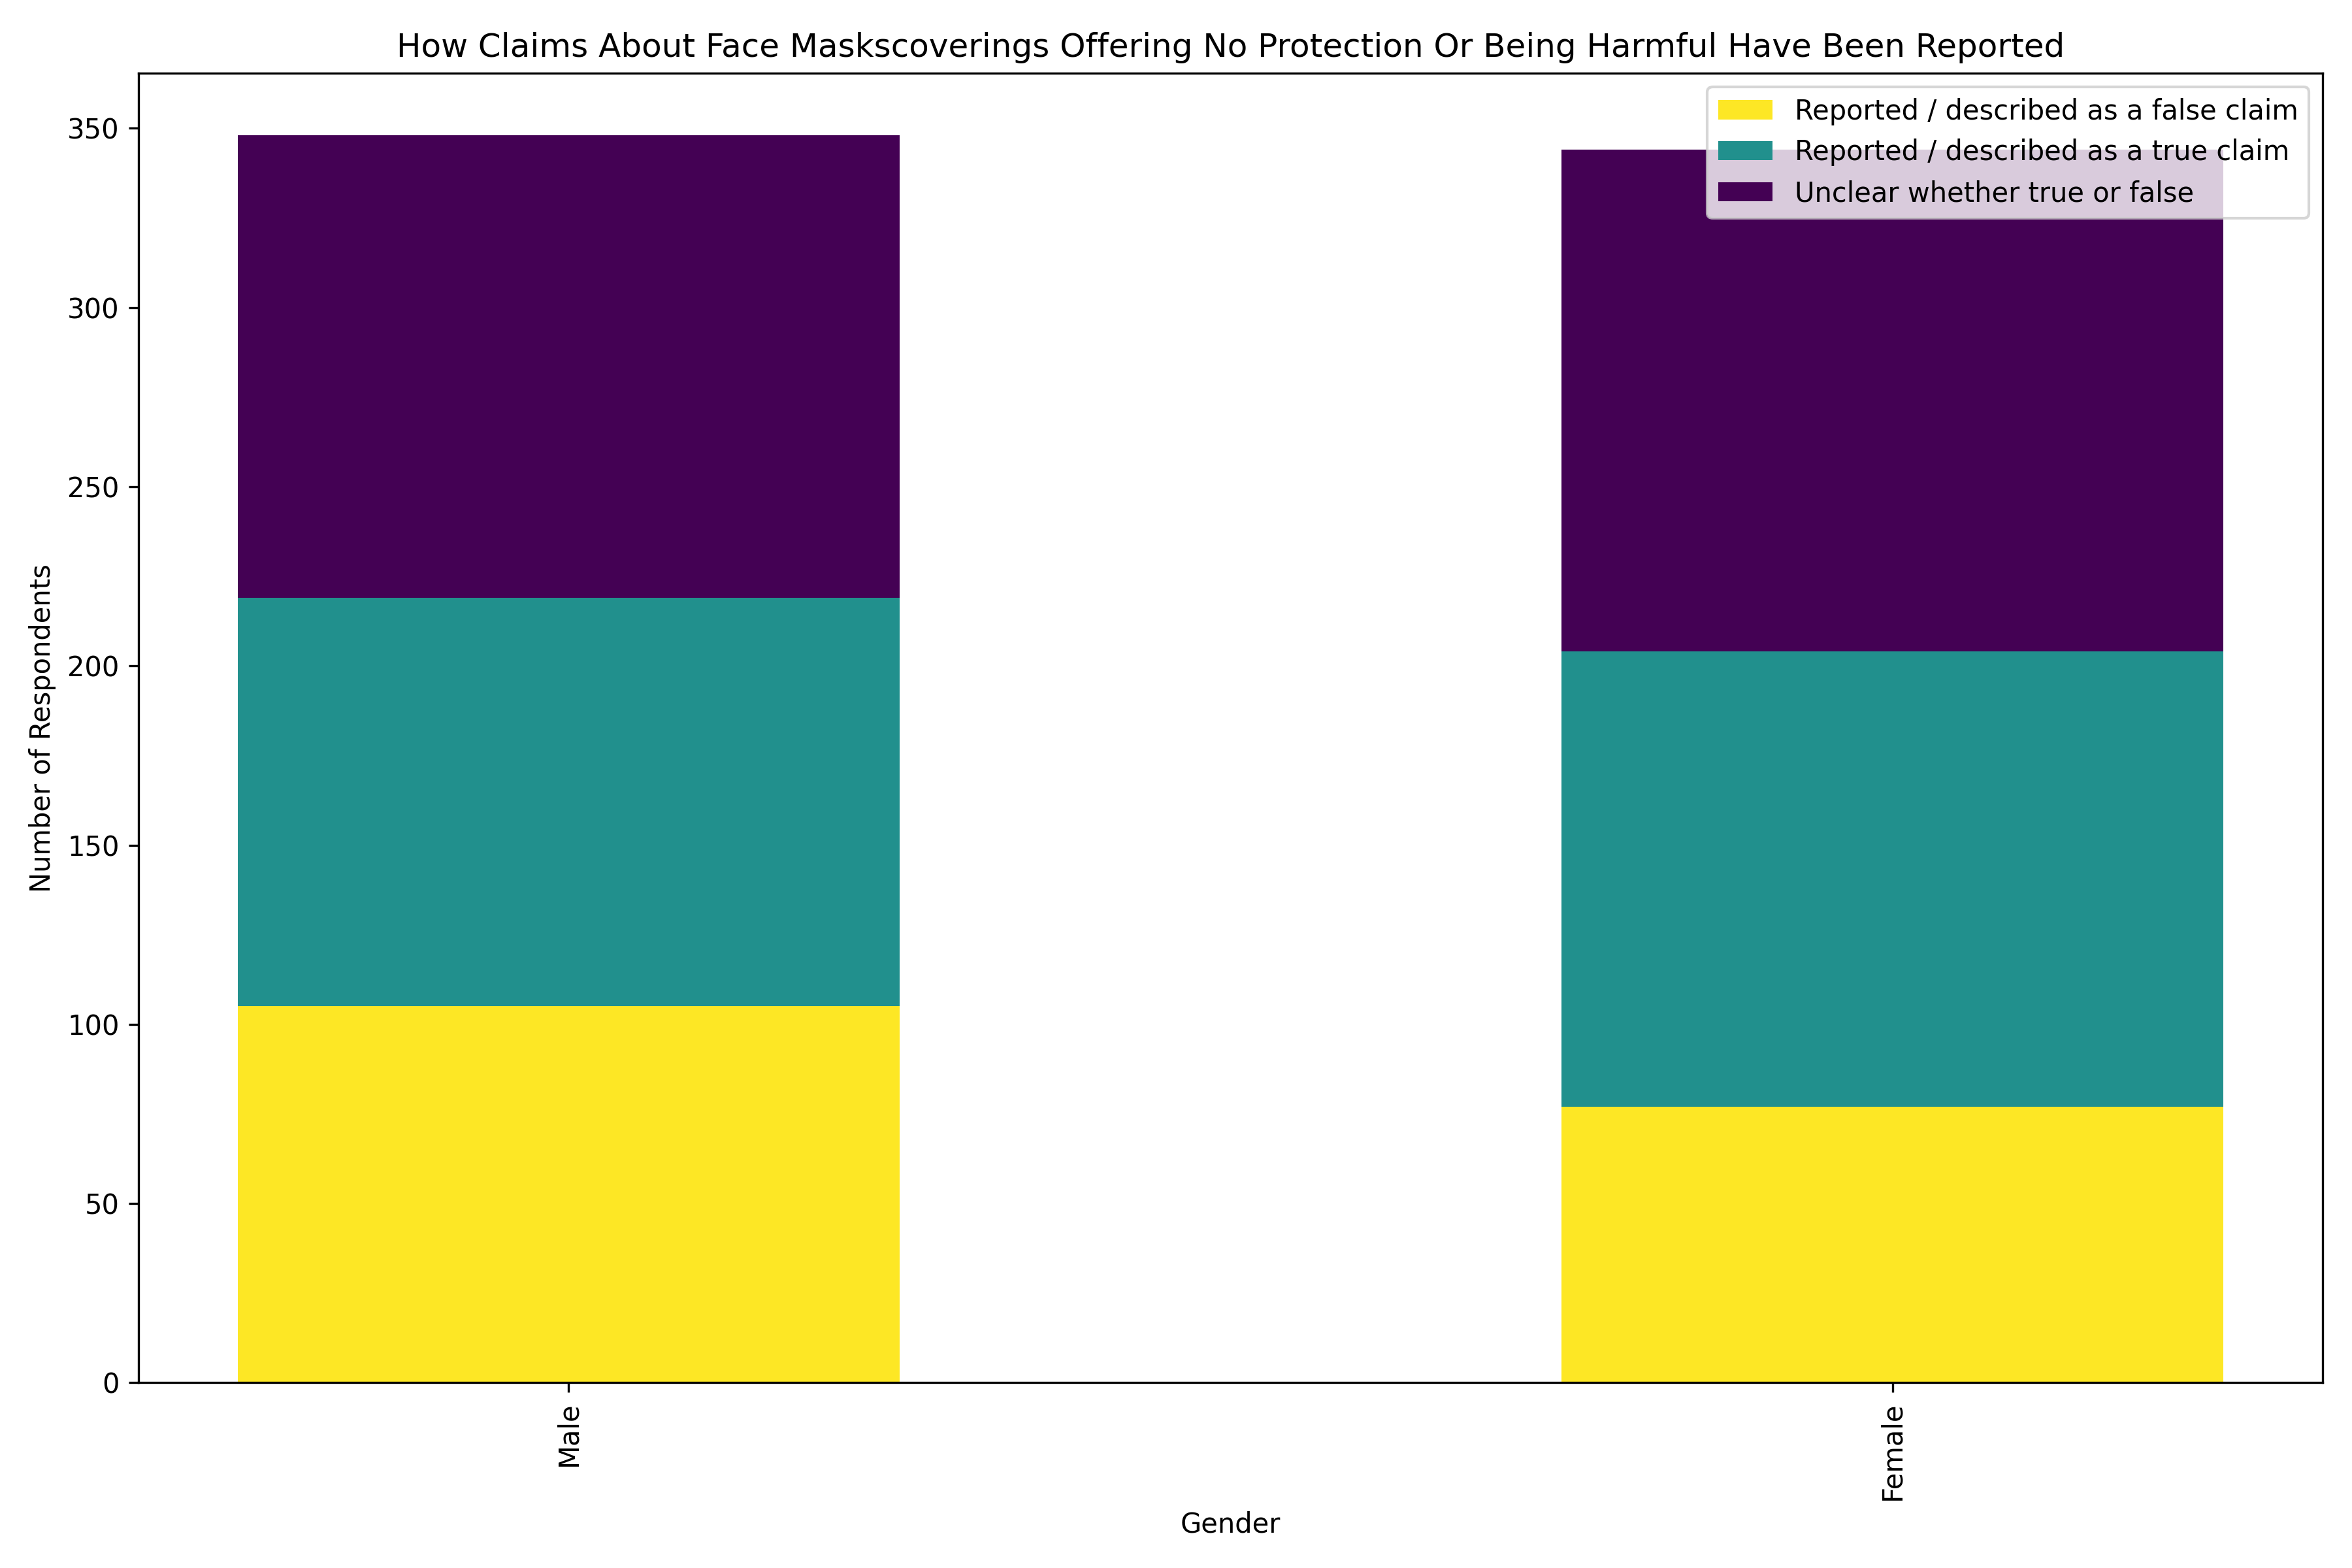 How Claims About Face Maskscoverings Offering No Protection Or Being Harmful Have Been Reported
Reported / described as a false claim
Reported / described as a true claim
Unclear whether true or false
350
300
250
200
150
100
50
0
Number of Respondents
Male
Female
Gender